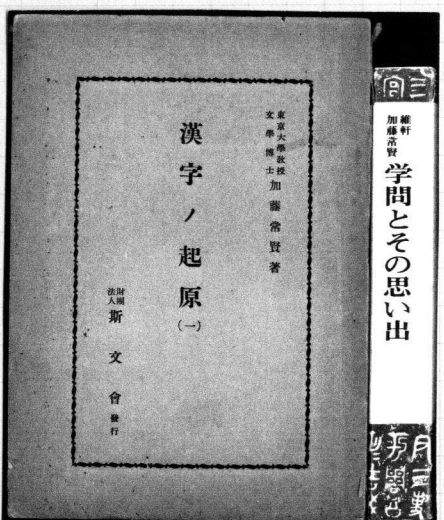 東京大學教授
文學博士
加藤常賢著
漢字ノ起原
(一)
財團
法人
斯文會
發行
維軒
加藤常賢
学問とその思い出